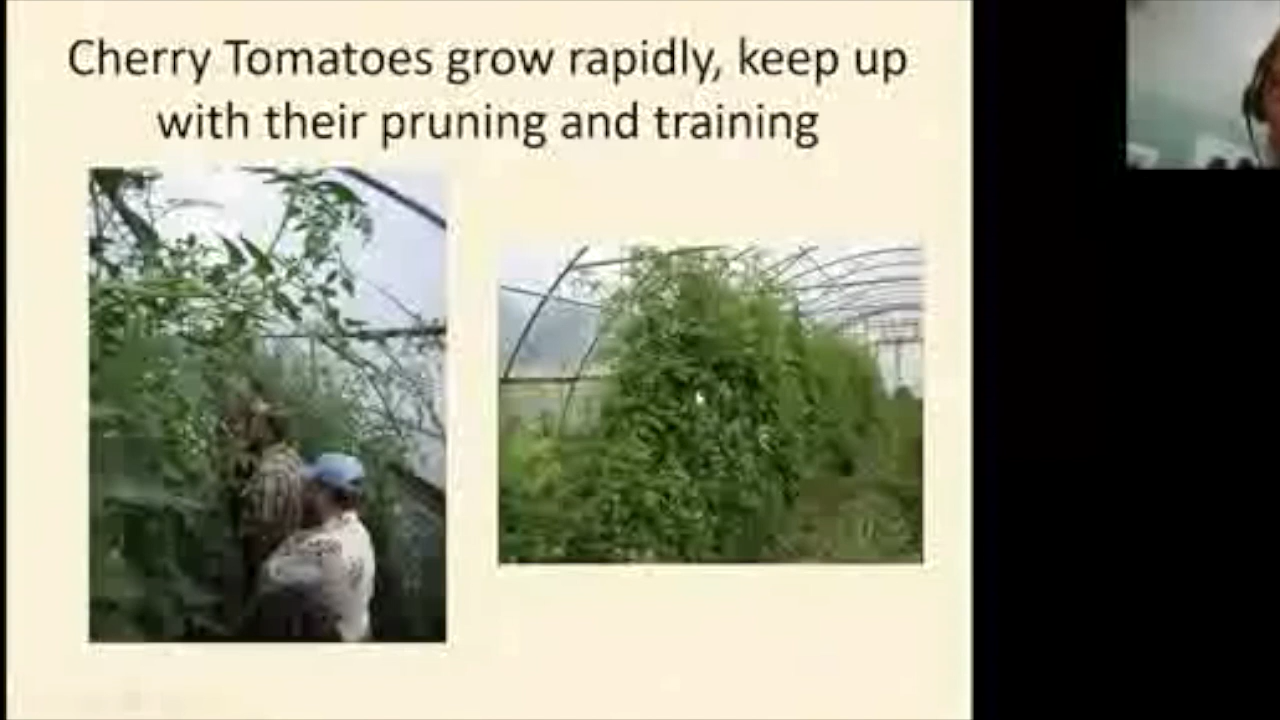 Cherry Tomatoes grow rapidly, keep up
with their pruning and training